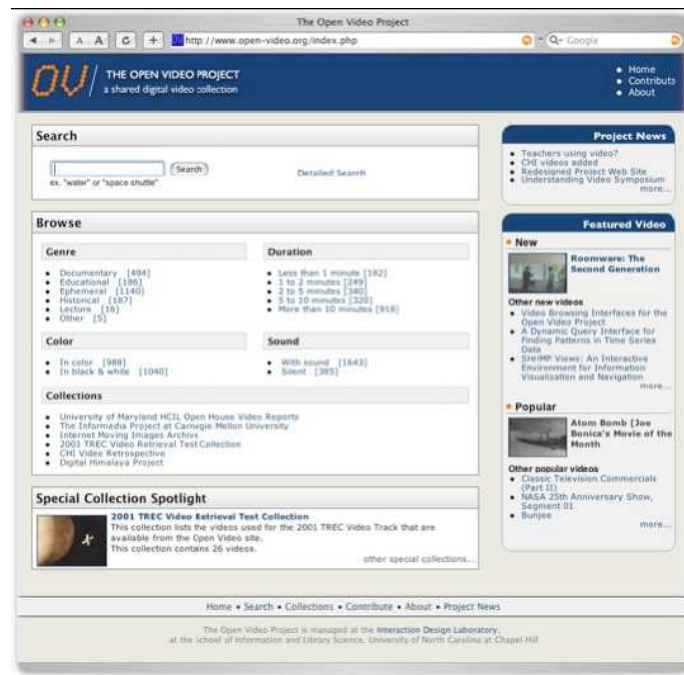 The Open Video Project
A A C + http://www.open-video.org/index.php Google
OV/ THE OPEN VIDEO PROJECT
a shared digital video collection
Home
Contribute
About
Search
Search
Detailed Search
ex. "water" or "space shuttle"
Browse
Genre
Documentary [494]
Educational [186]
Ephemeral [1140]
Historical [187]
Lecture [16]
Other [5]
Duration
Less than 1 minute [182]
1 to 2 minutes [249]
2 to 5 minutes [340]
5 to 10 minutes [320]
More than 10 minutes [918]
Color
In color [988]
In black & white [1040]
Sound
With sound [1643]
Silent [385]
Collections
University of Maryland HCIL Open House Video Reports
The Informedia Project at Carnegie Mellon University
Internet Moving Images Archive
2001 TREC Video Retrieval Test Collection
CHI Video Retrospective
Digital Himalaya Project
Special Collection Spotlight
2001 TREC Video Retrieval Test Collection
This collection lists the videos used for the 2001 TREC Video Track that are
available from the Open Video site.
This collection contains 26 videos.
other special collections...
Project News
Teachers using video?
CHI videos added
Redesigned Project Web Site
Understanding Video Symposium
more...
Featured Video
New
Roomware: The
Second Generation
Other new videos
Video Browsing Interfaces for the
Open Video Project
A Dynamic Query Interface for
Finding Patterns in Time Series
Data
Views: An Interactive
Environment for Information
Visualization and Navigation
more...
Popular
Atom Bomb [Joe
Bonica's Movie of the
Month
Other popular videos
Classic Television Commercials
(Part II)
NASA 25th Anniversary Show,
Segment 01
Bunjee
more...
Home • Search • Collections • Contribute • About • Project News
The Open Video Project is managed at the Interaction Design Laboratory,
at the School of Information and Library Science, University of North Carolina at Chapel Hill